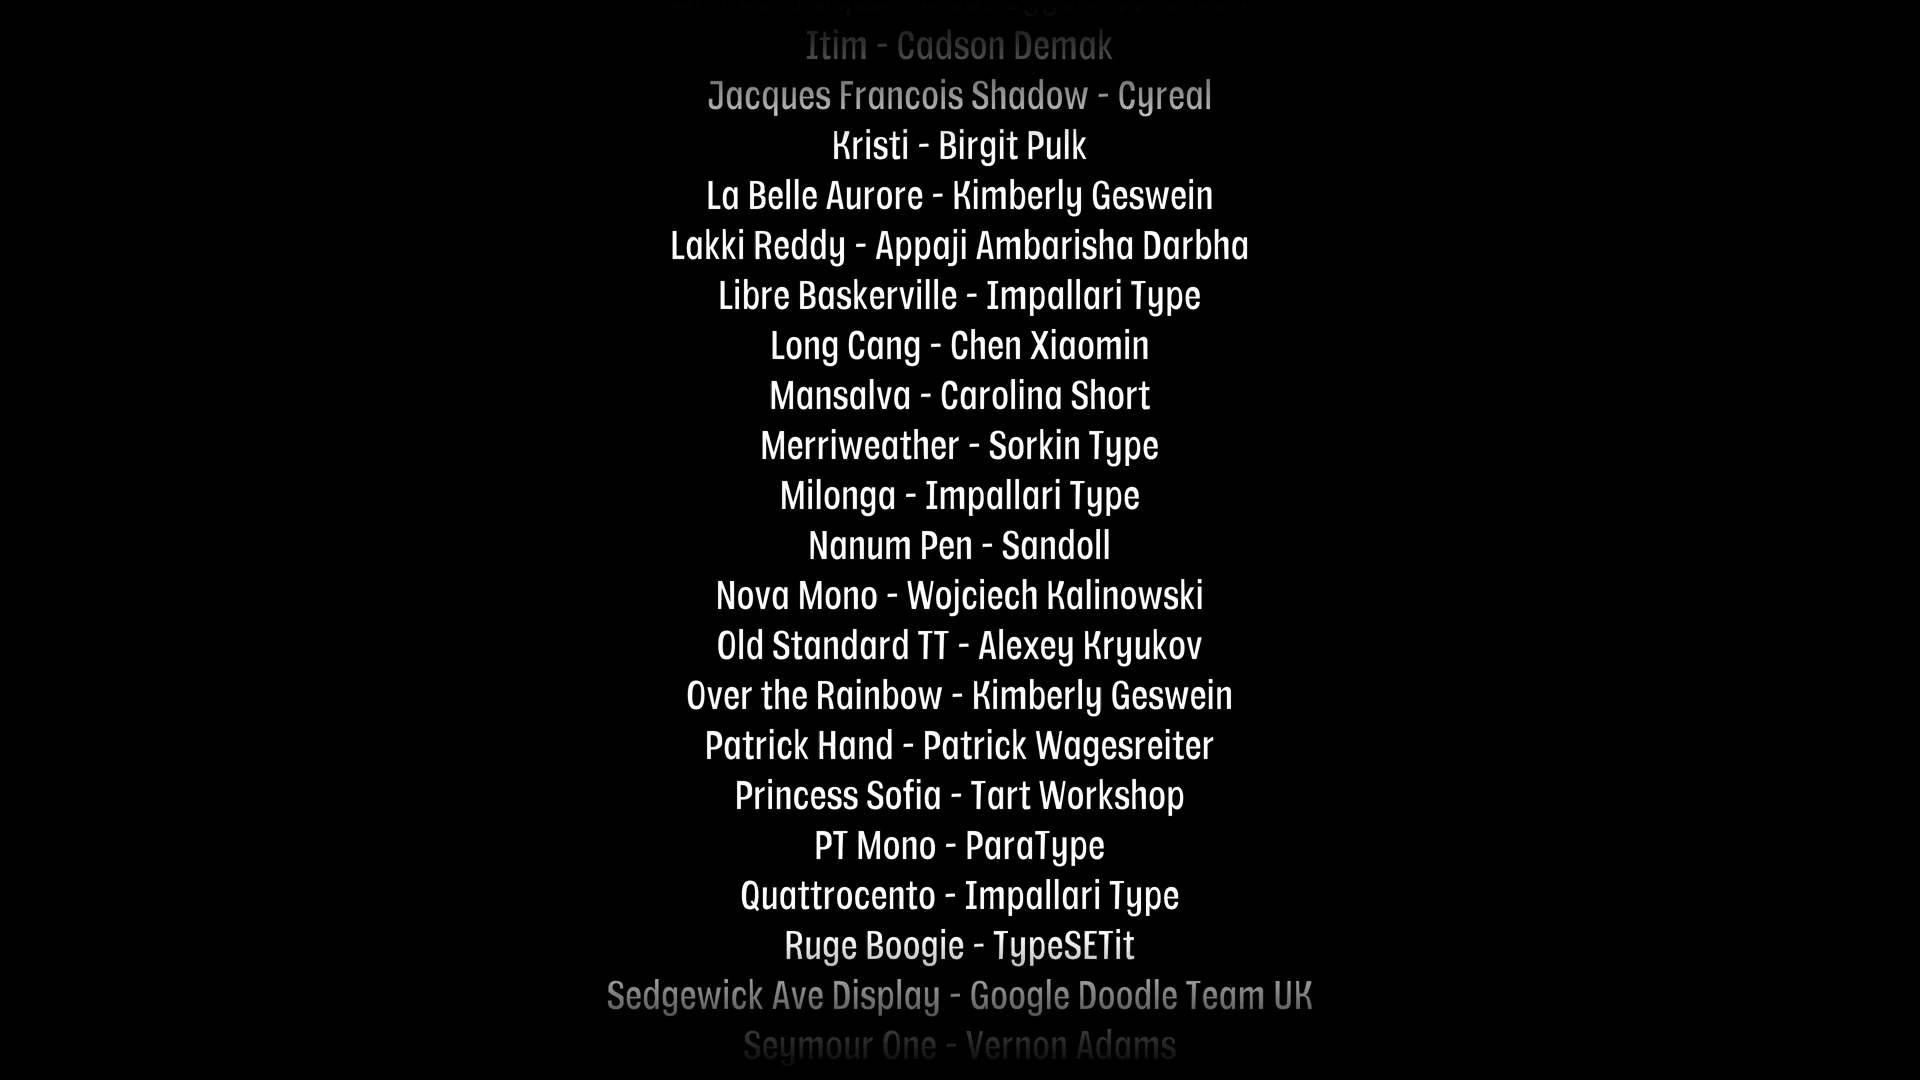 Itim - Cadson Demak
Jacques Francois Shadow - Cyreal
Kristi - Birgit Pulk
La Belle Aurore - Kimberly Geswein
Lakki Reddy - Appaji Ambarisha Darbha
Libre Baskerville - Impallari Type
Long Cang - Chen Xiaomin
Mansalva - Carolina Short
Merriweather - Sorkin Type
Milonga - Impallari Type
Nanum Pen - Sandoll
Nova Mono - Wojciech Kalinowski
Old Standard TT - Alexey Kryukov
Over the Rainbow - Kimberly Geswein
Patrick Hand - Patrick Wagesreiter
Princess Sofia - Tart Workshop
PT Mono - ParaType
Quattrocento - Impallari Type
Ruge Boogie - TypeSETit
Sedgewick Ave Display - Google Doodle Team UK
Seymour One - Vernon Adams